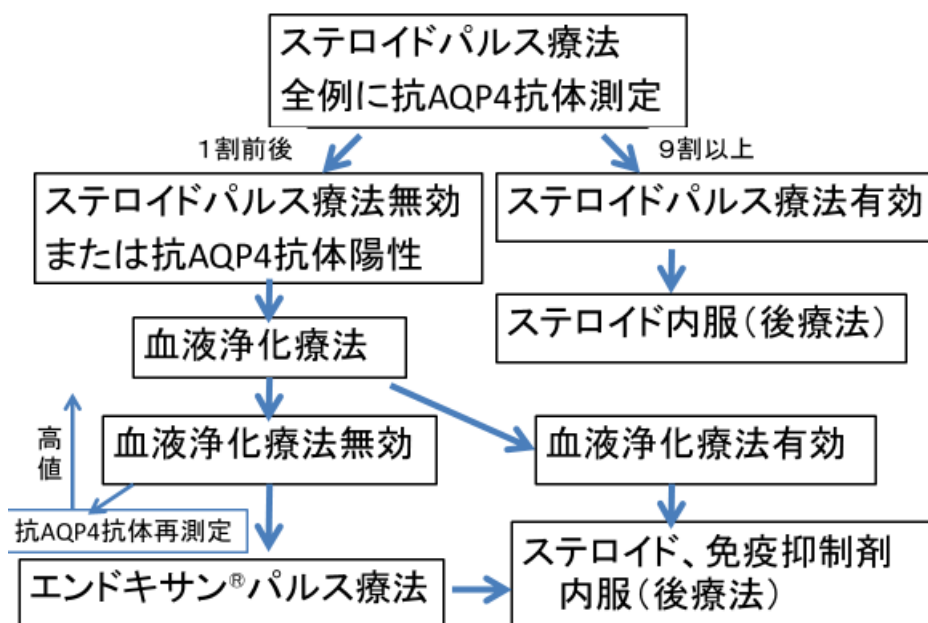 ステロイドパルス療法
全例に抗AQP4抗体測定
1割前後
9割以上
ステロイドパルス療法無効
または抗AQP4抗体陽性
ステロイドパルス療法有効
ステロイド内服(後療法)
血液浄化療法
高値
血液浄化療法無効
血液浄化療法有効
抗AQP4抗体再測定
エンドキサン®パルス療法
ステロイド、免疫抑制剤
内服(後療法)